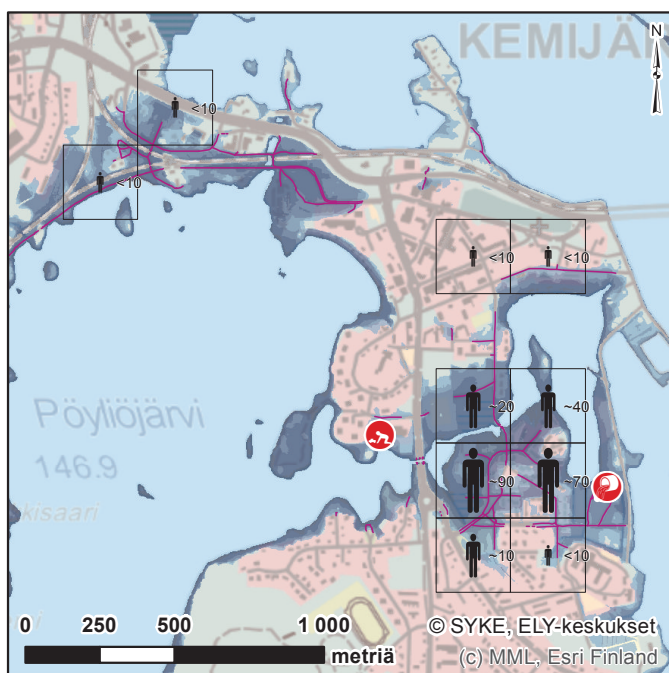 KEMIJÄ
N
<10
<10
<10
<10
~20
~40
~90
~70
~10
<10
Pöyliöjärvi
146.9
kisaari
0 250 500 1 000
metriä
© SYKE, ELY-keskukset
(c) MML, Esri Finland